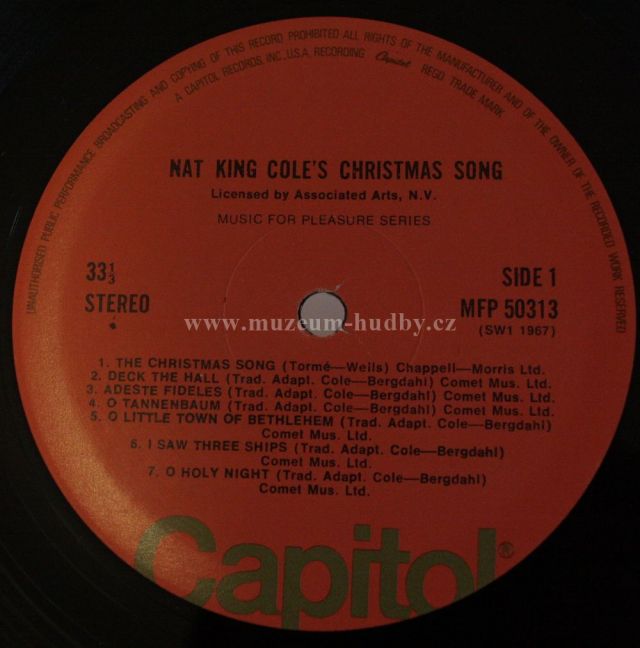 UNAUTHORISED PUBLIC PERFORMANCE BROADCASTING AND COPYING OF THIS RECORD PROHIBITED ALL RIGHTS OF THE MANUFACTURER AND OF THE OWNER OF THE RECORDED WORK RESERVED
A CAPITOL RECORDS, INC., U.S.A. RECORDING Capitol REGD. TRADE MARK
NAT KING COLE'S CHRISTMAS SONG
Licensed by Associated Arts, N.V.
MUSIC FOR PLEASURE SERIES
33⅓ SIDE 1
STEREO MFP 50313
(SW1 1967)
www.muzeum-hudby.cz
1. THE CHRISTMAS SONG (Tormé—Wells) Chappell—Morris Ltd.
2. DECK THE HALL (Trad. Adapt. Cole—Bergdahl) Comet Mus. Ltd.
3. ADESTE FIDELES (Trad. Adapt. Cole—Bergdahl) Comet Mus. Ltd.
4. O TANNENBAUM (Trad. Adapt. Cole—Bergdahl) Comet Mus. Ltd.
5. O LITTLE TOWN OF BETHLEHEM (Trad. Adapt. Cole—Bergdahl)
Comet Mus. Ltd.
6. I SAW THREE SHIPS (Trad. Adapt. Cole—Bergdahl)
Comet Mus. Ltd.
7. O HOLY NIGHT (Trad. Adapt. Cole—Bergdahl)
Comet Mus. Ltd.
Capitol®